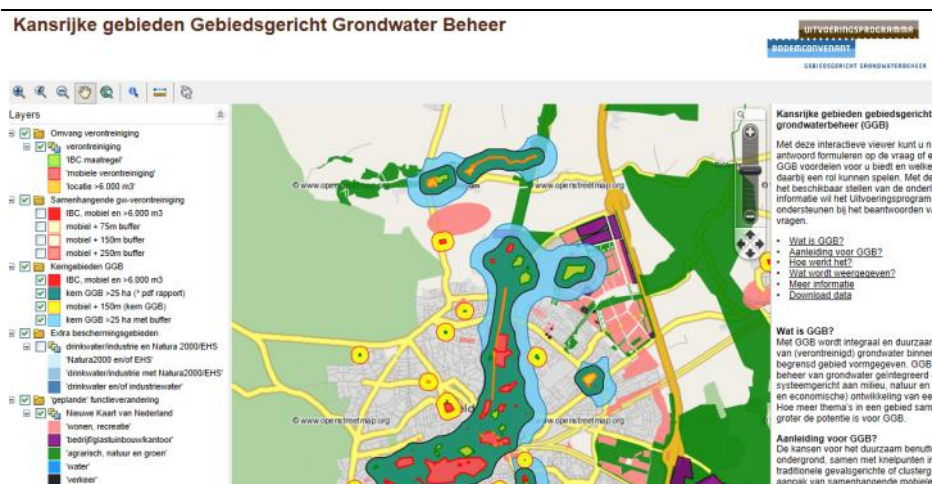 Kansrijke gebieden Gebiedsgericht Grondwater Beheer
UITVOERINGSPROGRAMMA
BODEMCONVENANT
GEBIEDSGERICHT GRONDWATERBEHEER
Layers
Omvang verontreiniging
verontreiniging
'IBC maatregel'
'mobiele verontreiniging'
'locatie >6.000 m3'
Samenhangende gw-verontreiniging
IBC, mobiel en >6.000 m3
mobiel + 75m buffer
mobiel + 150m buffer
mobiel + 250m buffer
Kerngebieden GGB
IBC, mobiel en >6.000 m3
kern GGB >25 ha (* pdf rapport)
mobiel + 150m (kern GGB)
kern GGB >25 ha met buffer
Extra beschermingsgebieden
drinkwater/industrie en Natura 2000/EHS
'Natura2000 en/of EHS'
'drinkwater/industrie met Natura2000/EHS'
'drinkwater en/of industriewater'
'geplande' functieverandering
Nieuwe Kaart van Nederland
'wonen, recreatie'
'bedrijf/glastuinbouw/kantoor'
'agrarisch, natuur en groen'
'water'
'verkeer'
© www.openstreetmap.org
© www.openstreetmap.org
© www.openstreetmap.org
© www.openstreetmap.org
Kansrijke gebieden gebiedsgericht
grondwaterbeheer (GGB)
Met deze interactieve viewer kunt u n
antwoord formuleren op de vraag of e
GGB voordelen voor u biedt en welke
daarbij een rol kunnen spelen. Met de
het beschikbaar stellen van de onderli
informatie wil het Uitvoeringsprogram
ondersteunen bij het beantwoorden va
vragen.
• Wat is GGB?
• Aanleiding voor GGB?
• Hoe werkt het?
• Wat wordt weergegeven?
• Meer informatie
• Download data
Wat is GGB?
Met GGB wordt integraal en duurzaam
van (verontreinigd) grondwater binnen
begrensd gebied vormgegeven. GGB
beheer van grondwater geïntegreerd
systeemgericht aan milieu, natuur en
en economische) ontwikkeling van ee
Hoe meer thema's in een gebied sam
groter de potentie is voor GGB.
Aanleiding voor GGB?
De kansen voor het duurzaam benutt
ondergrond, samen met knelpunten in
traditionele gevalsgerichte of clusterg
aanpak van samenhangende mobiele